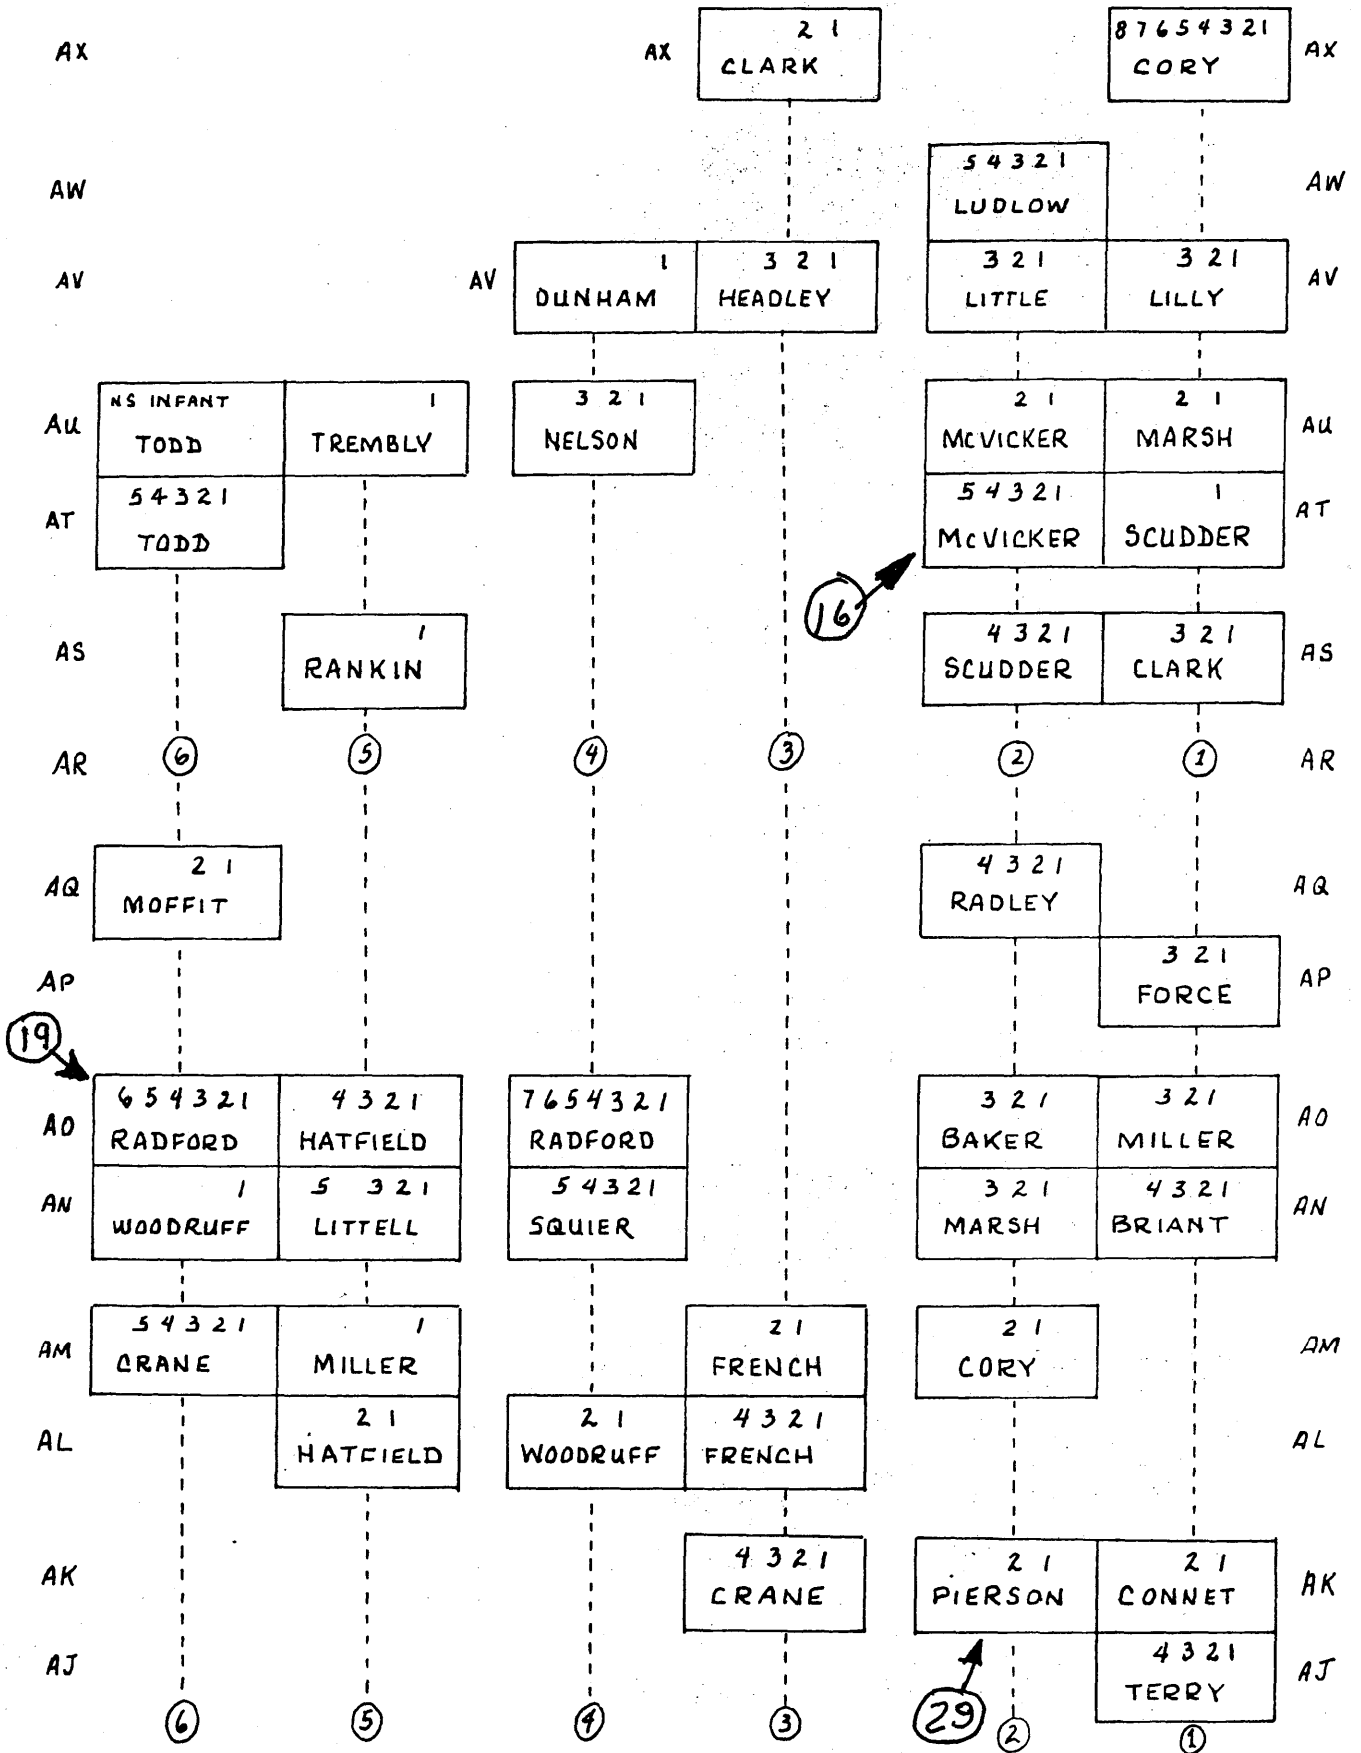 AX AX 2 1 8 7 6 5 4 3 2 1 AX
CLARK CORY
5 4 3 2 1
AW LUDLOW AW
AV AV 1 3 2 1 3 2 1 3 2 1 AV
DUNHAM HEADLEY LITTLE LILLY
NS INFANT 1 3 2 1 2 1 2 1
AU TODD TREMBLY NELSON MCVICKER MARSH AU
5 4 3 2 1 5 4 3 2 1 1
AT TODD MCVICKER SCUDDER AT
16
1 4 3 2 1 3 2 1
AS RANKIN SCUDDER CLARK AS
AR 6 5 4 3 2 1 AR
2 1 4 3 2 1
AQ MOFFIT RADLEY AQ
3 2 1
AP FORCE AP
19
6 5 4 3 2 1 4 3 2 1 7 6 5 4 3 2 1 3 2 1 3 2 1
AO RADFORD HATFIELD RADFORD BAKER MILLER AO
1 5 3 2 1 5 4 3 2 1 3 2 1 4 3 2 1
AN WOODRUFF LITTELL SQUIER MARSH BRIANT AN
5 4 3 2 1 1 2 1 2 1
AM CRANE MILLER FRENCH CORY AM
2 1 2 1 4 3 2 1
AL HATFIELD WOODRUFF FRENCH AL
4 3 2 1 2 1 2 1
AK CRANE PIERSON CONNET AK
4 3 2 1
AJ TERRY AJ
29
6 5 4 3 2 1